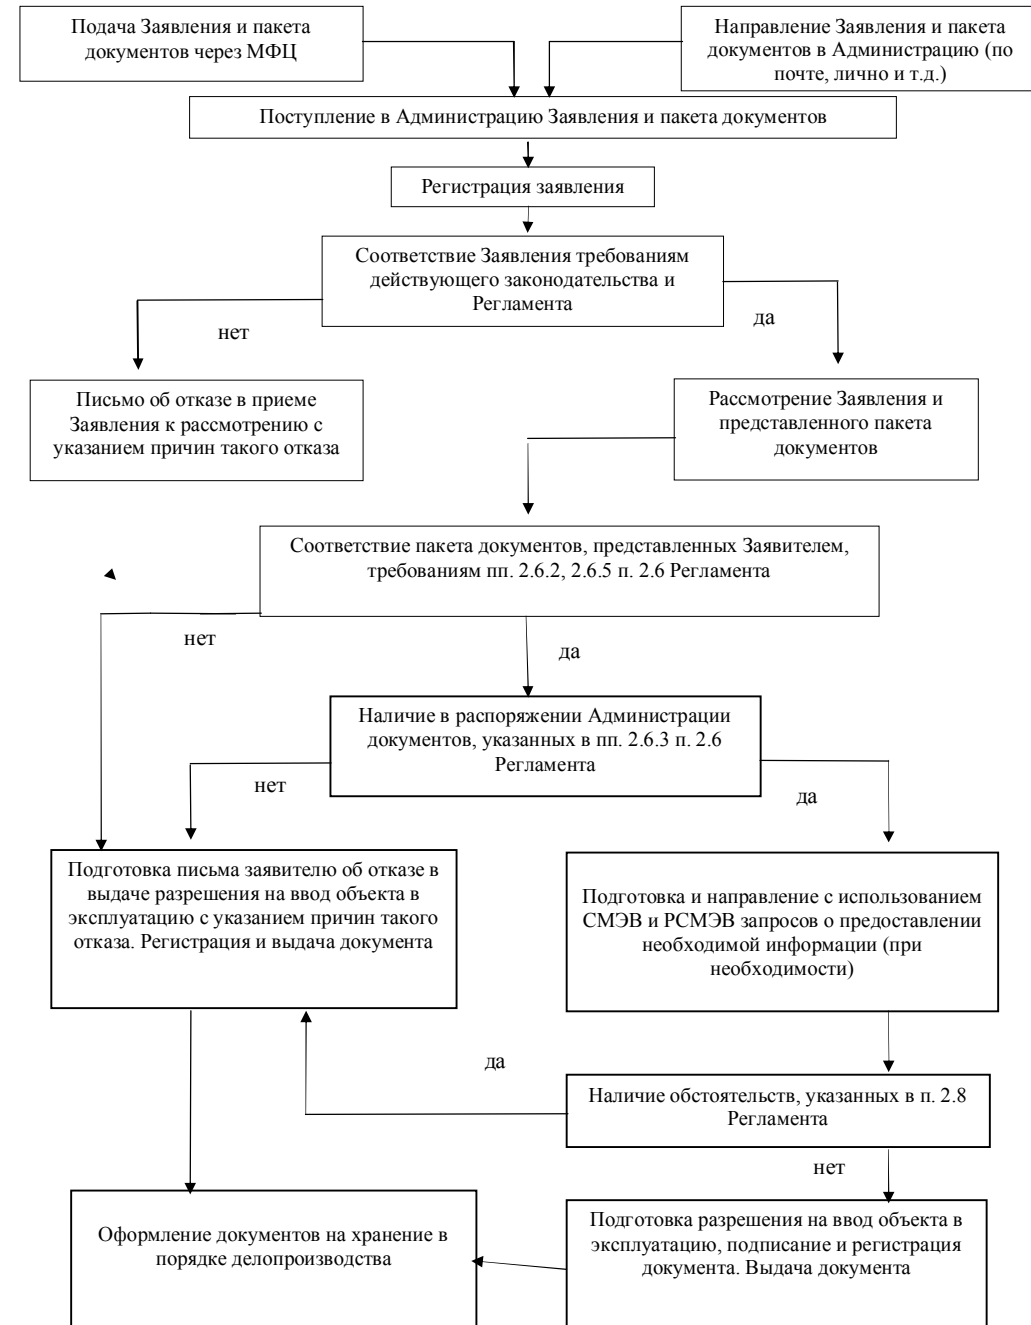 Подача Заявления и пакета
документов через МФЦ
Направление Заявления и пакета
документов в Администрацию (по
почте, лично и т.д.)
Поступление в Администрацию Заявления и пакета документов
Регистрация заявления
Соответствие Заявления требованиям
действующего законодательства и
Регламента
нет
да
Письмо об отказе в приеме
Заявления к рассмотрению с
указанием причин такого отказа
Рассмотрение Заявления и
представленного пакета
документов
Соответствие пакета документов, представленных Заявителем,
требованиям пп. 2.6.2, 2.6.5 п. 2.6 Регламента
нет
да
Наличие в распоряжении Администрации
документов, указанных в пп. 2.6.3 п. 2.6
Регламента
нет
да
Подготовка письма заявителю об отказе в
выдаче разрешения на ввод объекта в
эксплуатацию с указанием причин такого
отказа. Регистрация и выдача документа
Подготовка и направление с использованием
СМЭВ и РСМЭВ запросов о предоставлении
необходимой информации (при
необходимости)
да
Наличие обстоятельств, указанных в п. 2.8
Регламента
нет
Оформление документов на хранение в
порядке делопроизводства
Подготовка разрешения на ввод объекта в
эксплуатацию, подписание и регистрация
документа. Выдача документа